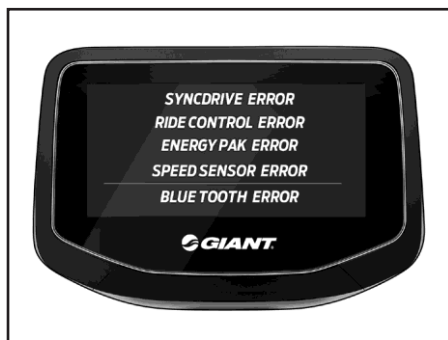 SYNCDRIVE ERROR
RIDE CONTROL ERROR
ENERGY PAK ERROR
SPEED SENSOR ERROR
BLUE TOOTH ERROR
GIANT